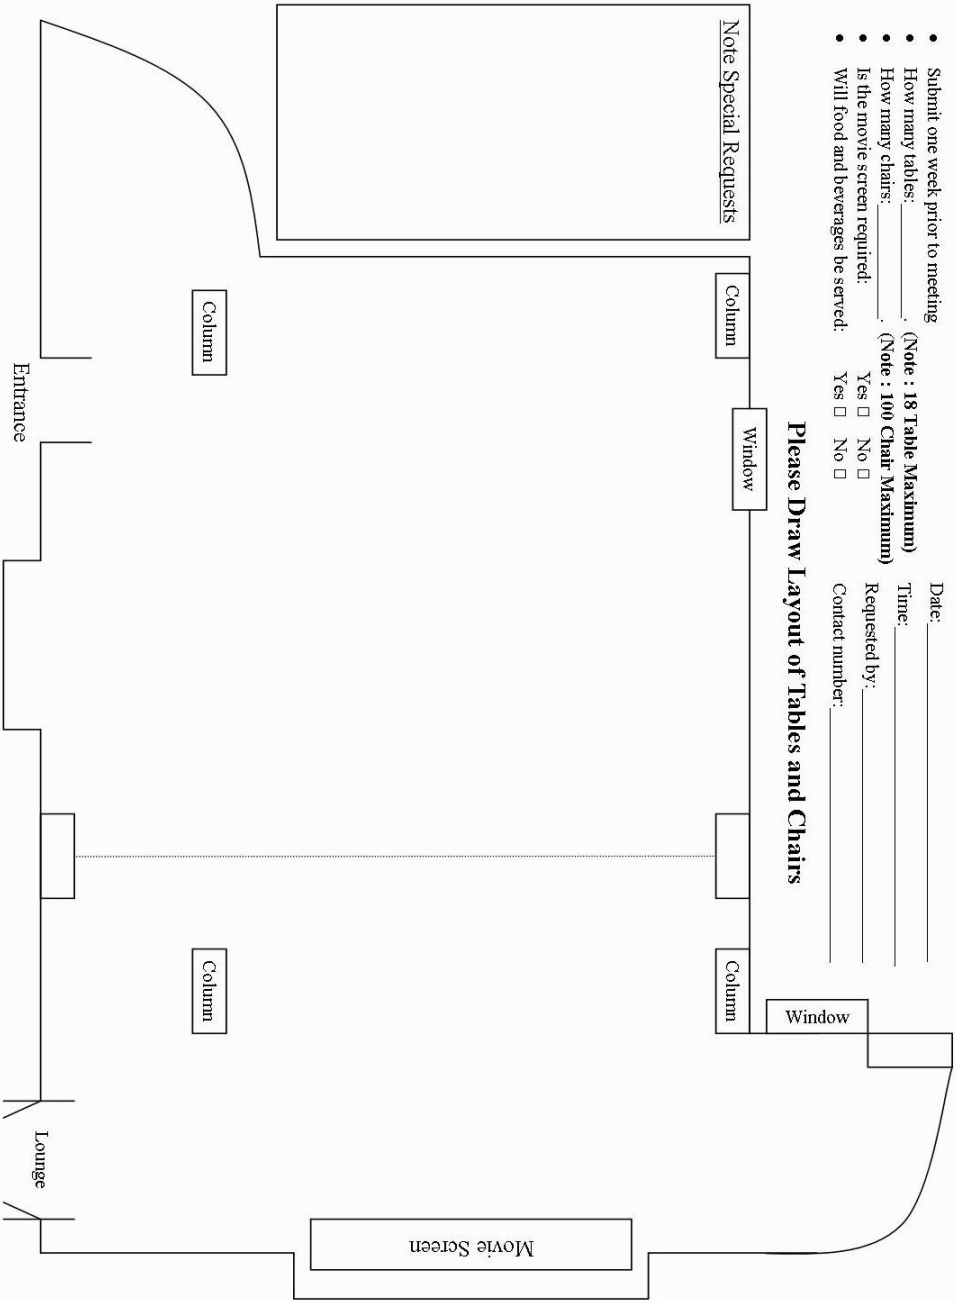 • Submit one week prior to meeting
• How many tables:__________. (Note : 18 Table Maximum)
• How many chairs:__________. (Note : 100 Chair Maximum)
• Is the movie screen required: Yes □ No □
• Will food and beverages be served: Yes □ No □
Date:
Time:
Requested by:
Contact number:
Please Draw Layout of Tables and Chairs
Note Special Requests
Column
Window
Column
Window
Column
Column
Movie Screen
Entrance
Lounge